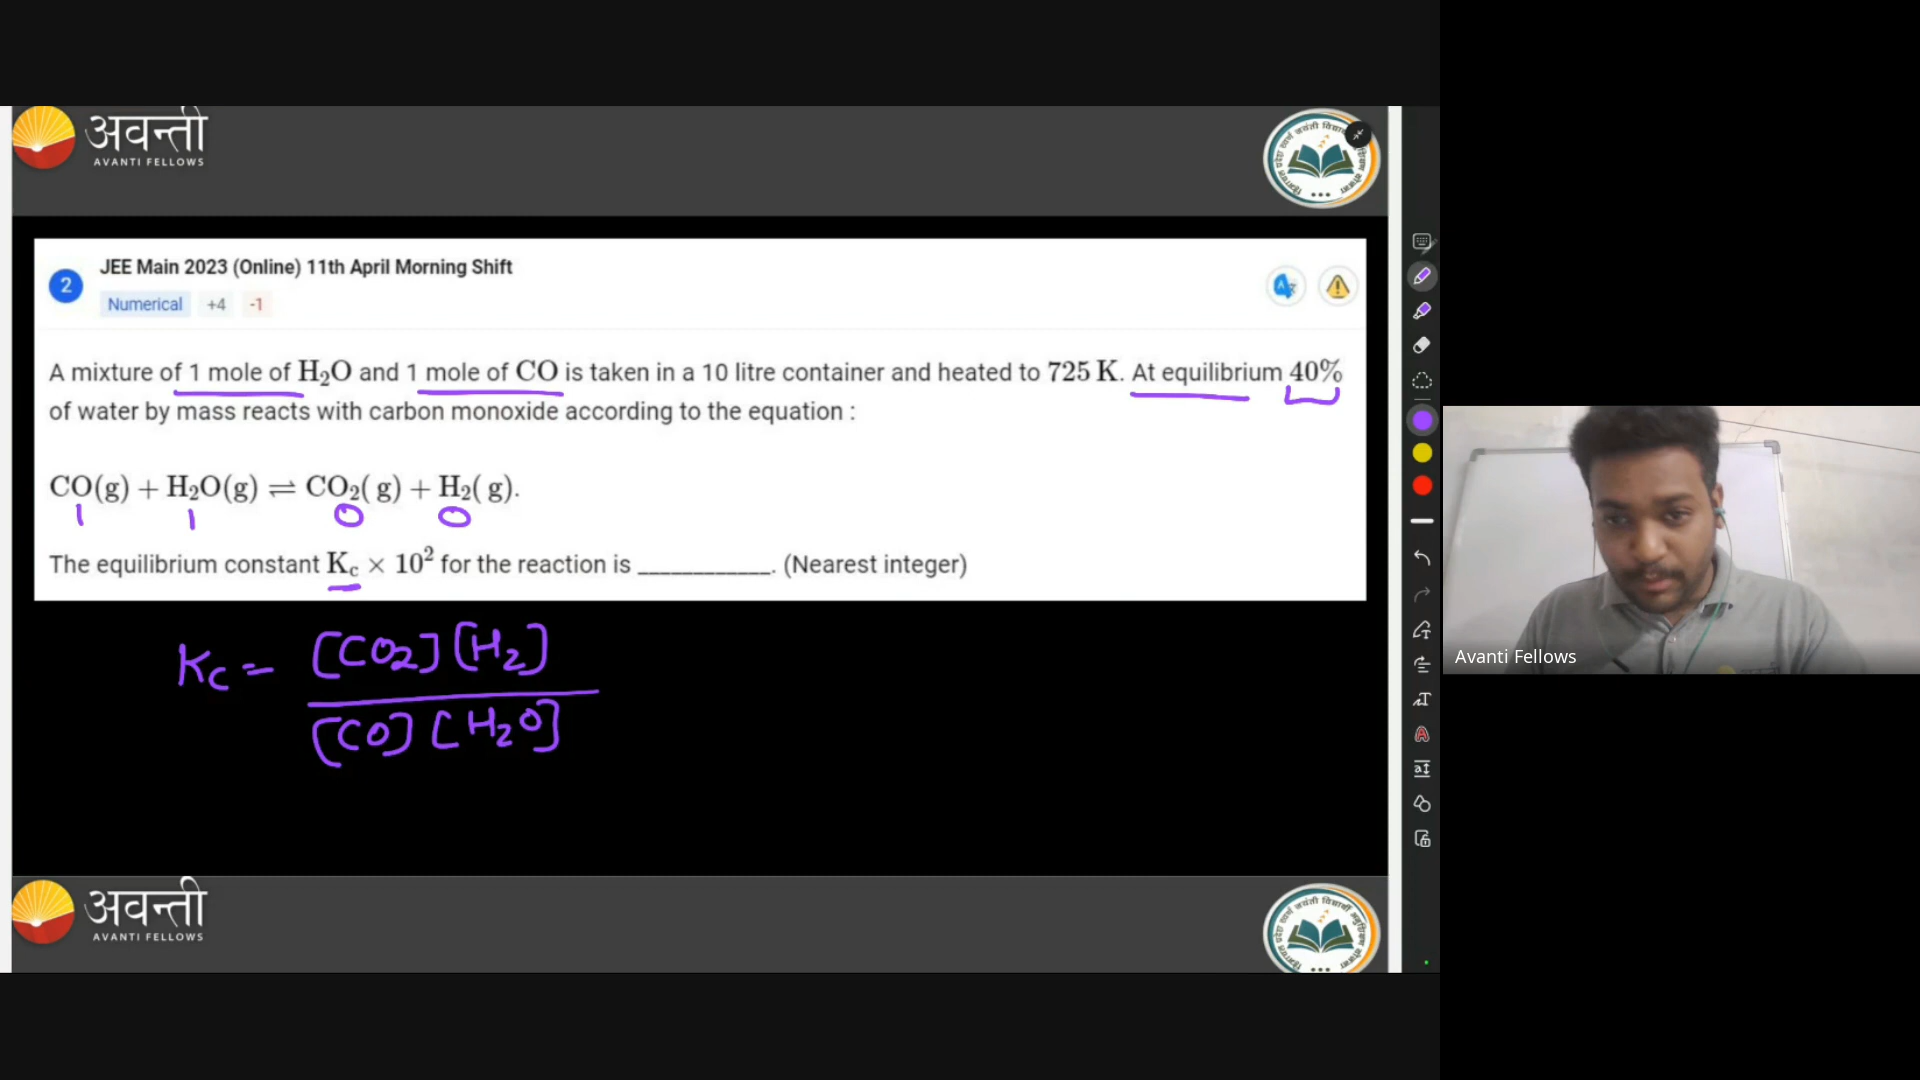 अवन्ती
AVANTI FELLOWS
2
JEE Main 2023 (Online) 11th April Morning Shift
Numerical +4 -1
A mixture of 1 mole of H₂O and 1 mole of CO is taken in a 10 litre container and heated to 725 K. At equilibrium 40%
of water by mass reacts with carbon monoxide according to the equation :
CO(g) + H₂O(g) ⇌ CO₂( g) + H₂( g).
1 1 0 0
The equilibrium constant K_c × 10² for the reaction is ____________. (Nearest integer)
Kc = [CO₂][H₂]
[CO][H₂O]
Avanti Fellows
अवन्ती
AVANTI FELLOWS